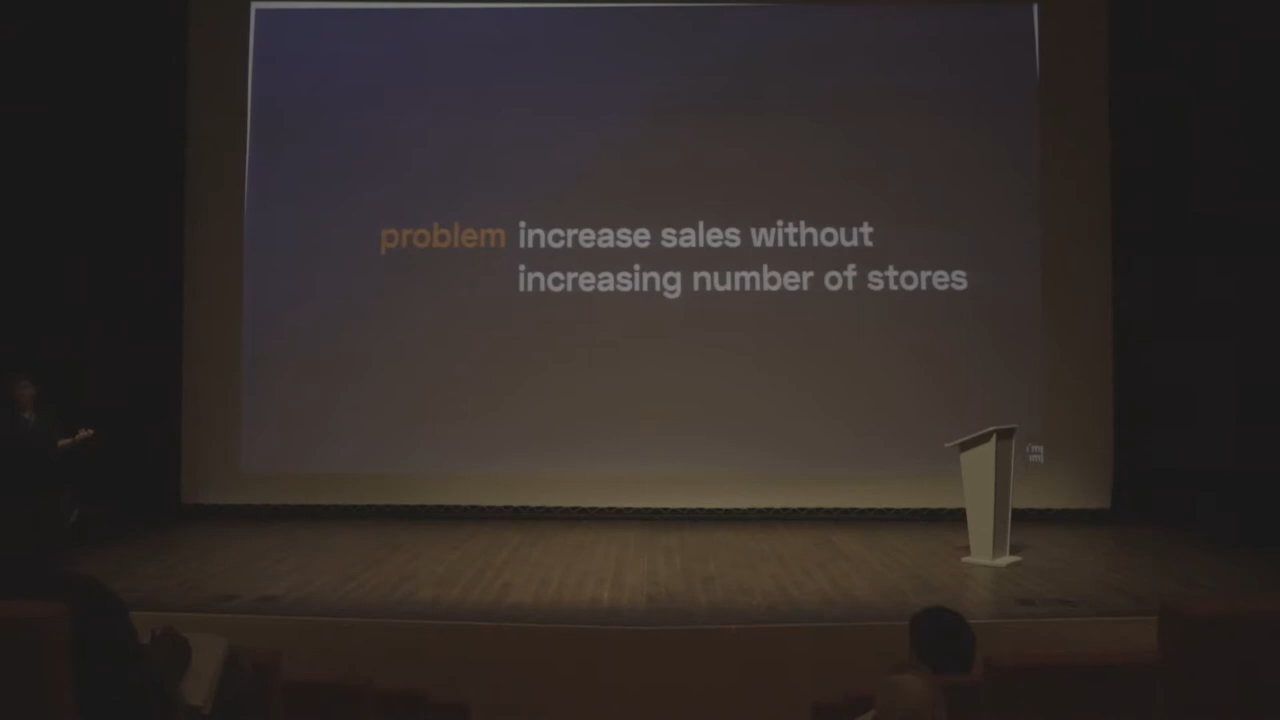 problem increase sales without
increasing number of stores